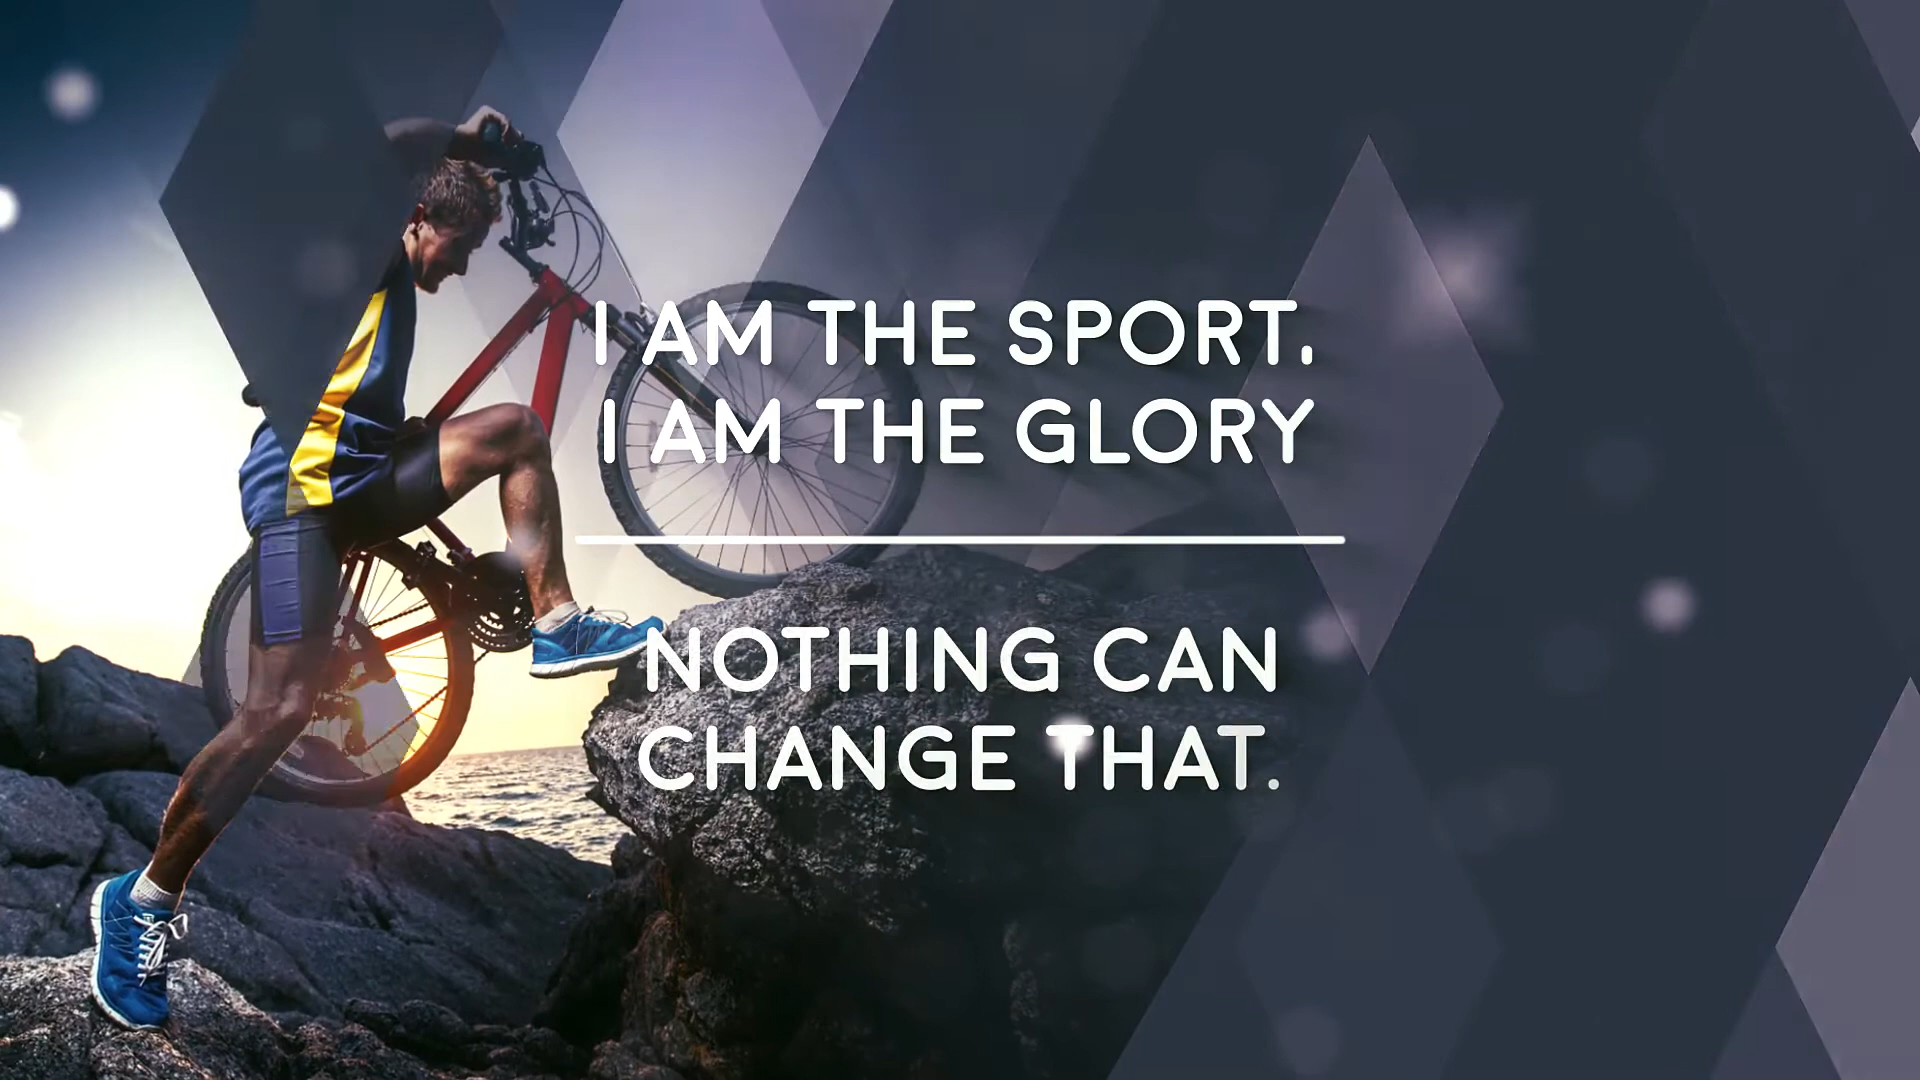 I AM THE SPORT.
I AM THE GLORY
NOTHING CAN
CHANGE THAT.